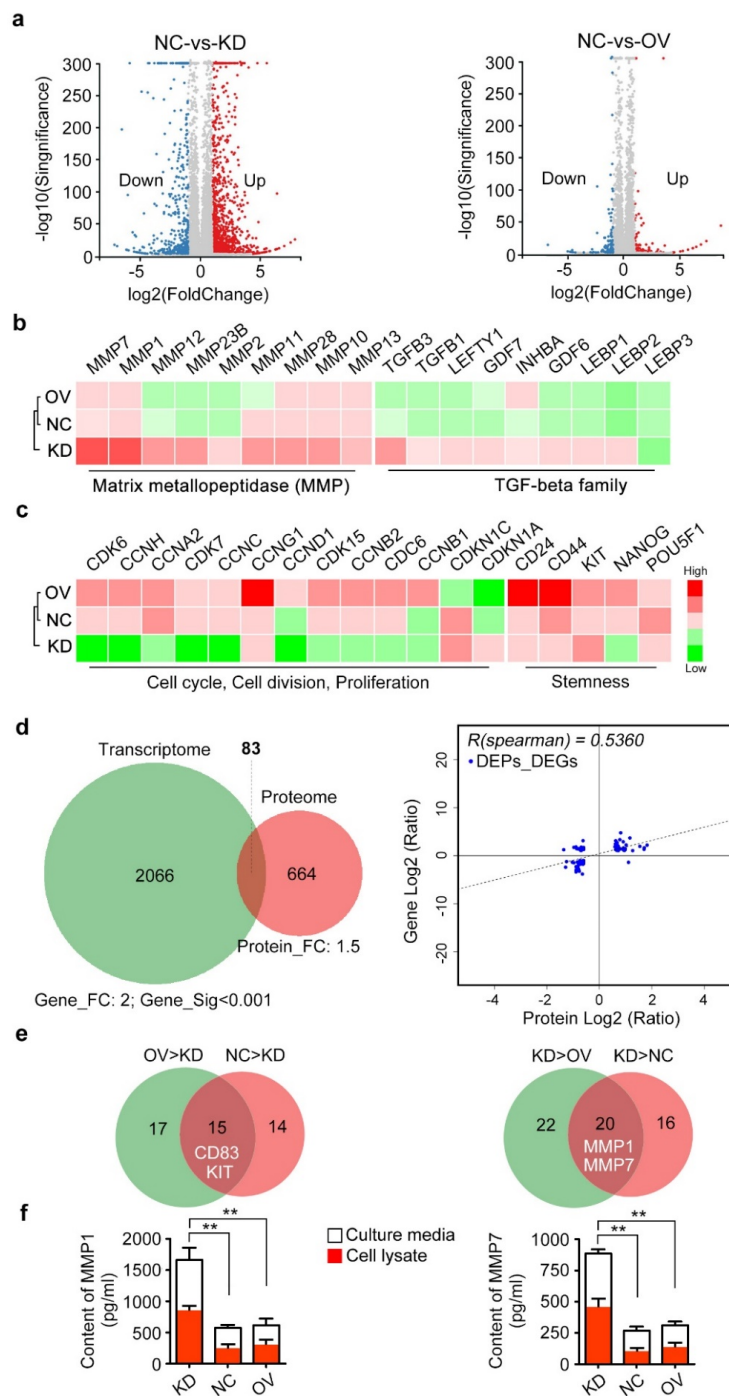 a
NC-vs-KD
NC-vs-OV
-log10(Singnificance)
300
250
200
150
100
50
0
Down
Up
-5
0
5
log2(FoldChange)
-log10(Singnificance)
300
250
200
150
100
50
0
Down
Up
-5
0
5
log2(FoldChange)
b
MMP7 MMP1 MMP12 MMP23B MMP2 MMP11 MMP28 MMP10 MMP13 TGFB3 TGFB1 LEFTY1 GDF7 INHBA GDF6 LEBP1 LEBP2 LEBP3
OV
NC
KD
Matrix metallopeptidase (MMP)
TGF-beta family
c
CDK6 CCNH CCNA2 CDK7 CCNC CCNG1 CCND1 CDK15 CCNB2 CDC6 CCNB1 CDKN1C CDKN1A CD24 CD44 KIT NANOG POU5F1
OV
NC
KD
High
Low
Cell cycle, Cell division, Proliferation
Stemness
d
Transcriptome
83
Proteome
2066
664
Protein_FC: 1.5
Gene_FC: 2; Gene_Sig<0.001
R(spearman) = 0.5360
DEPs_DEGs
Gene Log2 (Ratio)
20
10
0
-10
-20
-4
-2
0
2
4
Protein Log2 (Ratio)
e
OV>KD
NC>KD
17
15
14
CD83
KIT
KD>OV
KD>NC
22
20
16
MMP1
MMP7
f
Content of MMP1
(pg/ml)
2000
1500
1000
500
0
**
**
KD
NC
OV
Culture media
Cell lysate
Content of MMP7
(pg/ml)
1000
750
500
250
0
**
**
KD
NC
OV